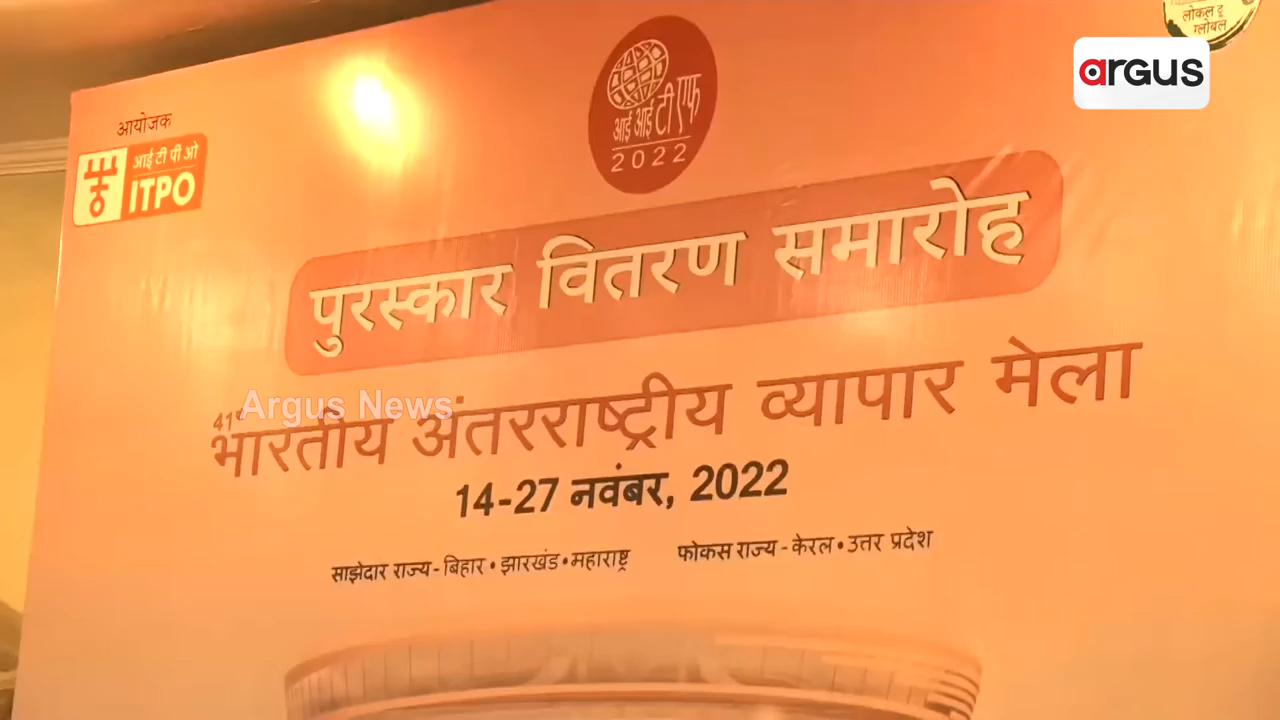 लोकल टू
ग्लोबल
argus
आयोजक
आई टी पी ओ
ITPO
आई आई टी एफ
2022
पुरस्कार वितरण समारोह
41
Argus News
भारतीय अंतरराष्ट्रीय व्यापार मेला
14-27 नवंबर, 2022
साझेदार राज्य - बिहार • झारखंड • महाराष्ट्र
फोकस राज्य - केरल • उत्तर प्रदेश